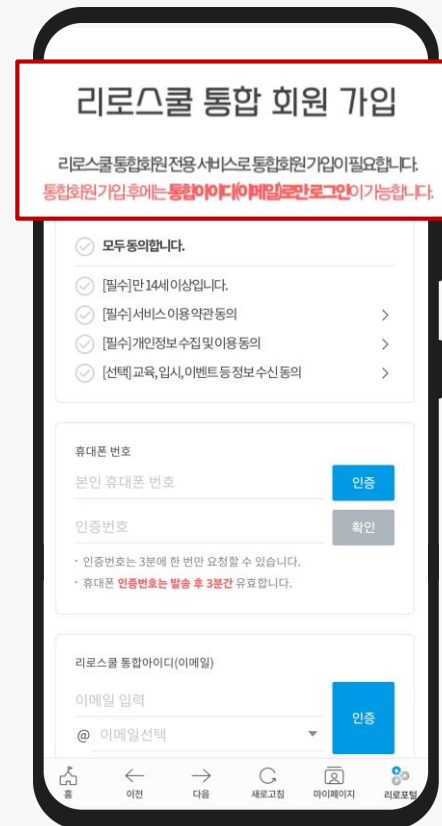 리로스쿨 통합 회원 가입
리로스쿨 통합회원 전용 서비스로 통합회원 가입이 필요합니다.
통합회원 가입 후에는 통합아이디(이메일)로만 로그인이 가능합니다.
모두 동의합니다.
[필수] 만 14세 이상입니다.
[필수] 서비스 이용 약관 동의
[필수] 개인정보 수집 및 이용 동의
[선택] 교육, 입시, 이벤트 등 정보 수신 동의
휴대폰 번호
본인 휴대폰 번호 인증
인증번호 확인
· 인증번호는 3분에 한 번만 요청할 수 있습니다.
· 휴대폰 인증번호는 발송 후 3분간 유효합니다.
리로스쿨 통합아이디(이메일)
이메일 입력
인증
@ 이메일선택
홈 이전 다음 새로고침 마이페이지 리로포털